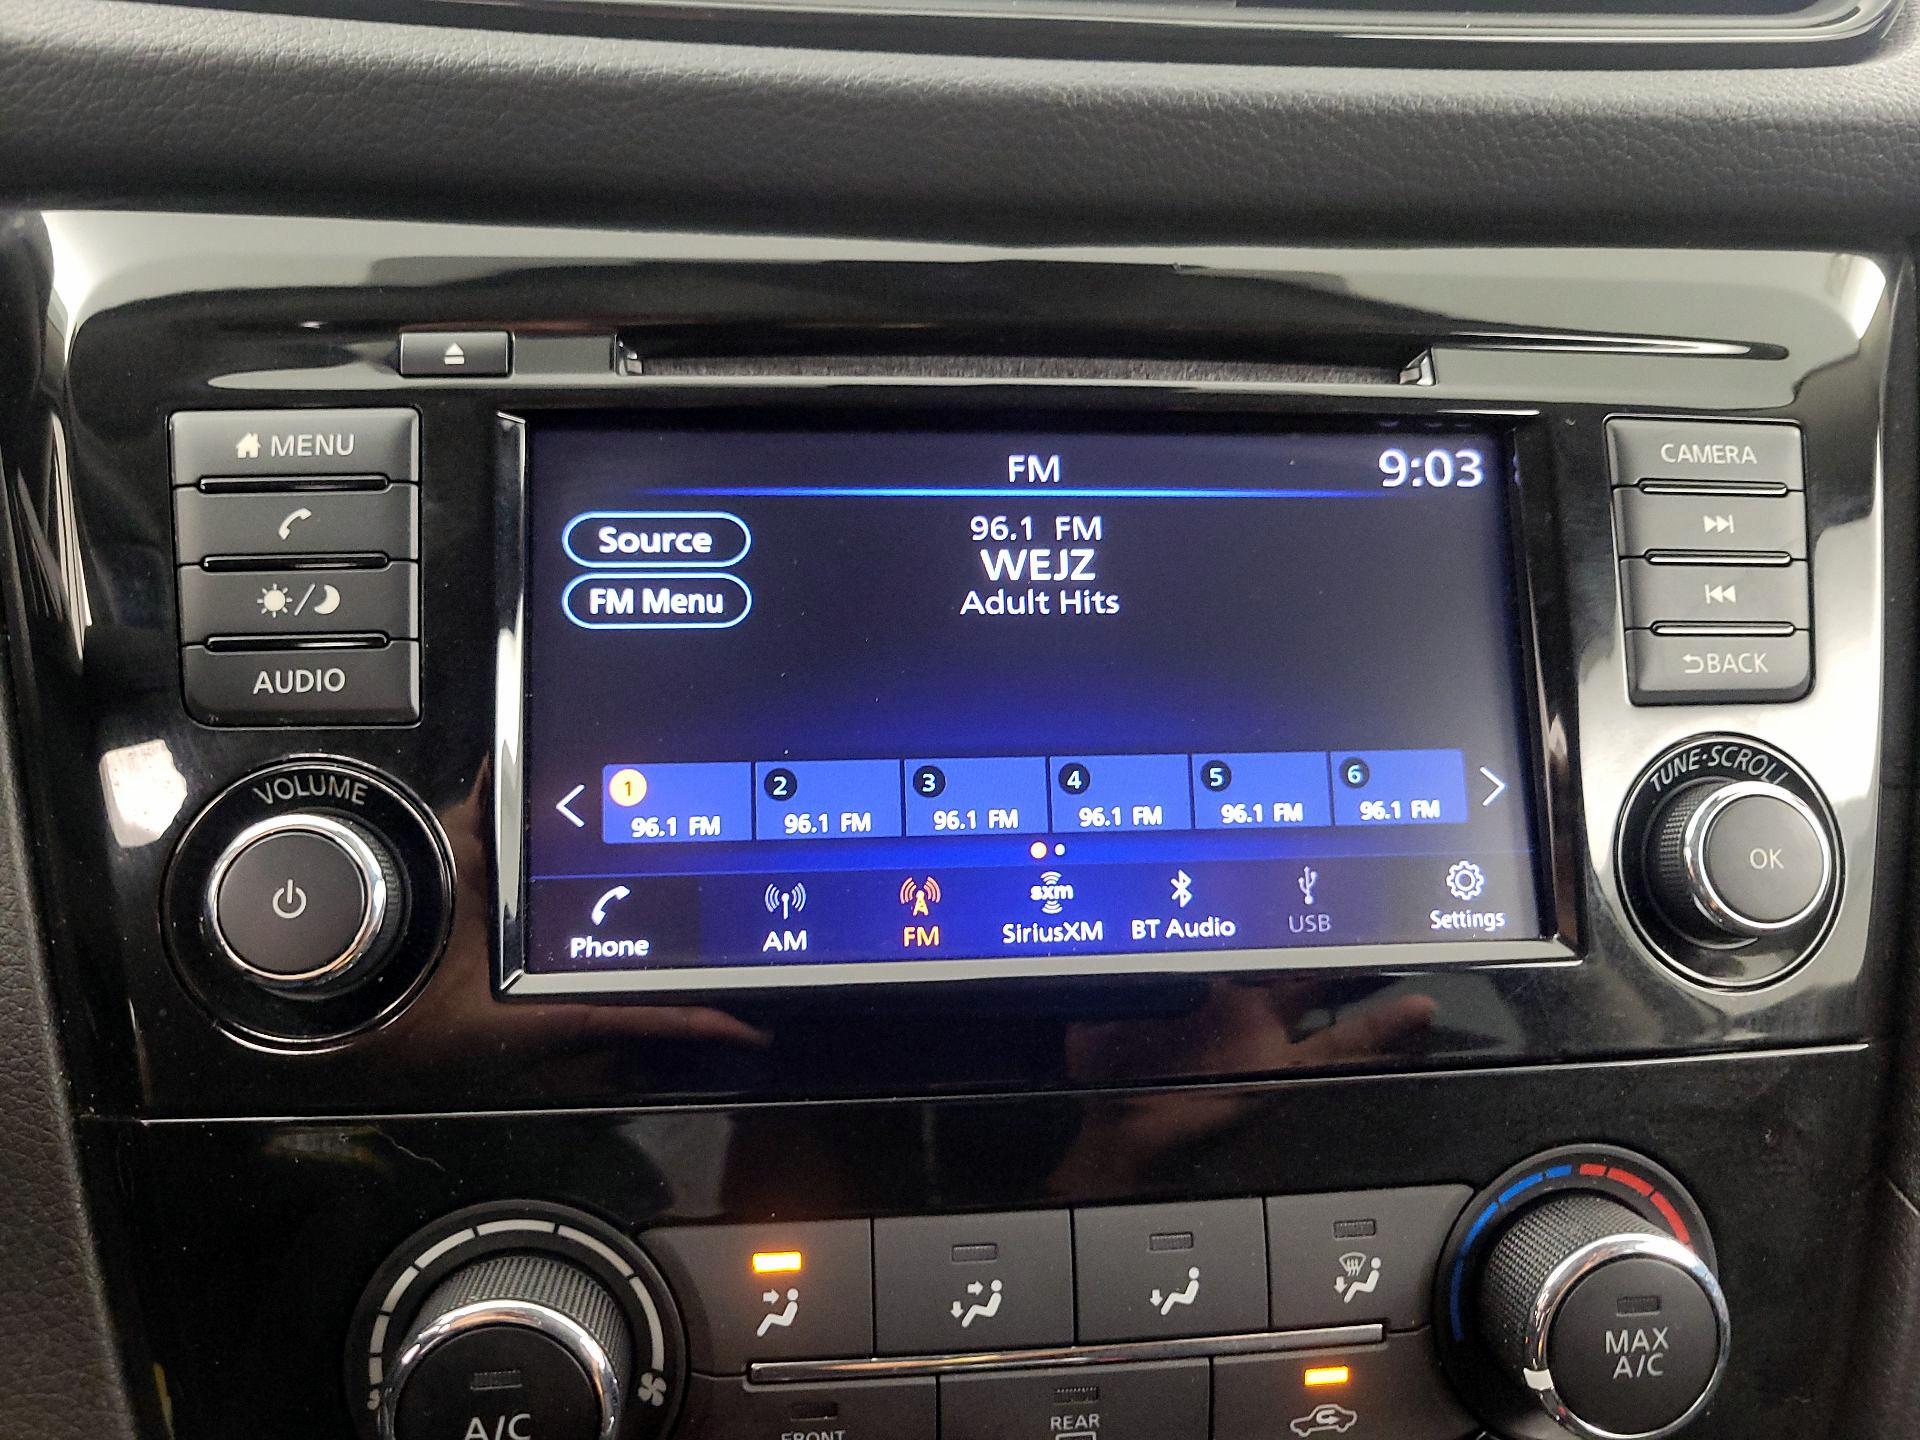 MENU
AUDIO
VOLUME
FM
9:03
Source
FM Menu
96.1 FM
WEJZ
Adult Hits
1
96.1 FM
2
96.1 FM
3
96.1 FM
4
96.1 FM
5
96.1 FM
6
96.1 FM
Phone
AM
FM
sxm
SiriusXM
BT Audio
USB
Settings
CAMERA
BACK
TUNE·SCROLL
OK
A/C
FRONT
REAR
MAX
A/C